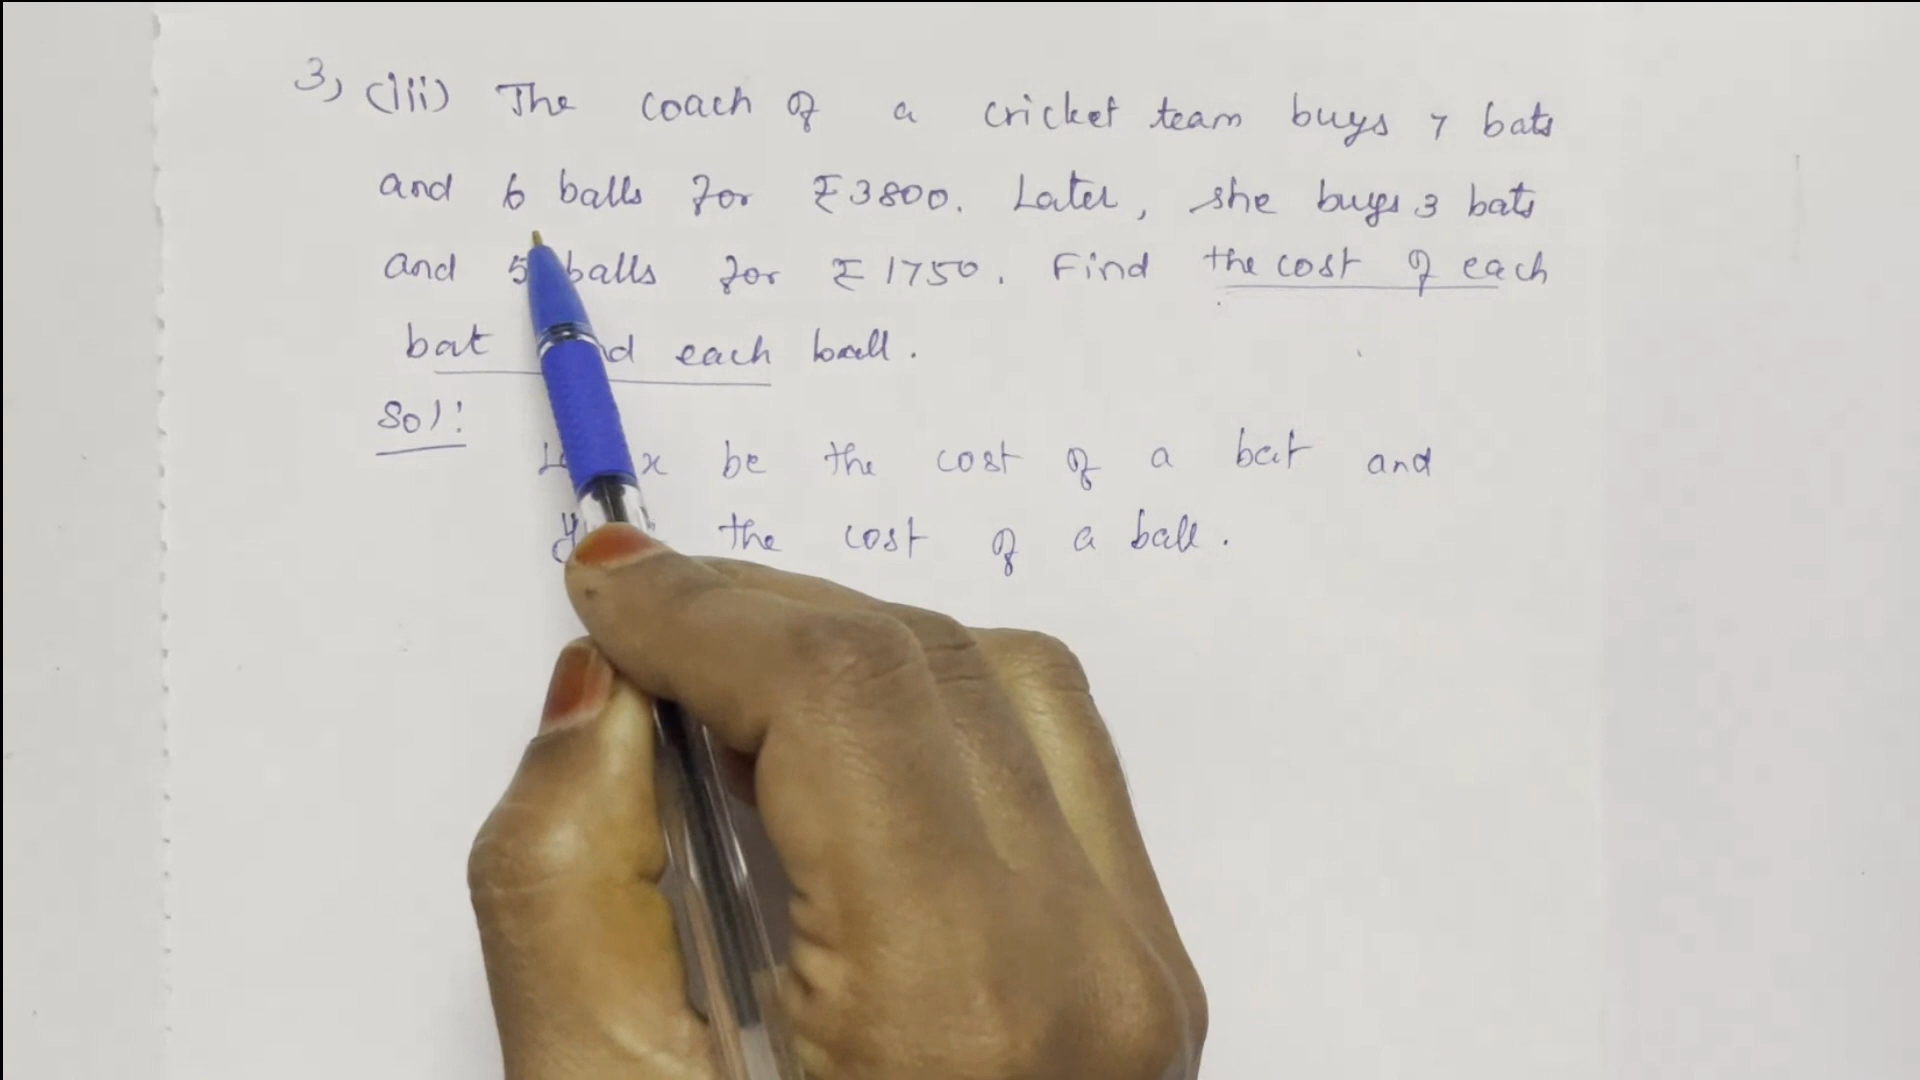 3) (iii) The coach of a cricket team buys 7 bats
and 6 balls for ₹3800. Later, she buys 3 bats
and 5 balls for ₹1750. Find the cost of each
bat each ball.
Sol:
x be the cost of a bat and
y the cost of a ball.